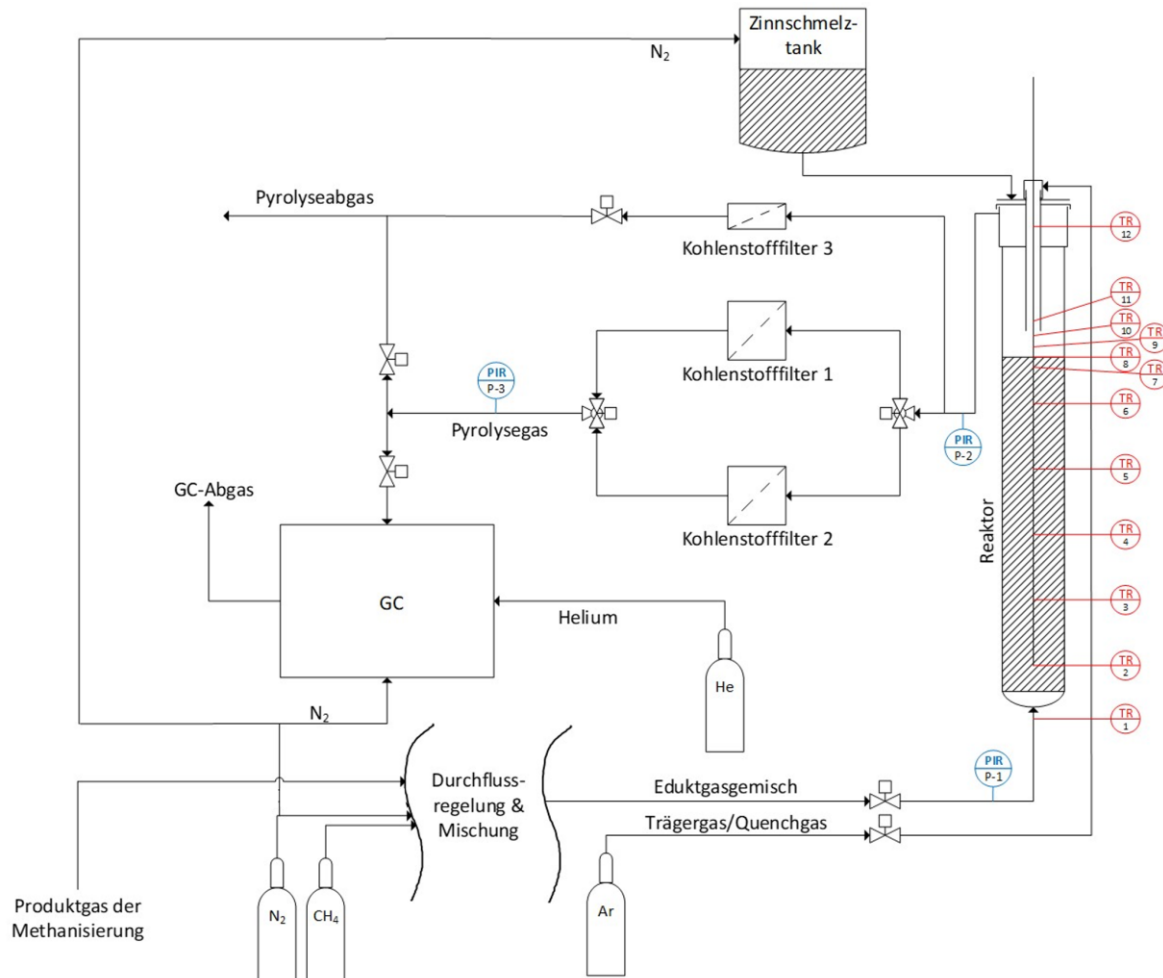 Zinnschmelz-
tank
N₂
Pyrolyseabgas
Kohlenstofffilter 3
TR
12
TR
11
TR
10
TR
9
TR
8
TR
7
Kohlenstofffilter 1
PIR
P-3
TR
6
Pyrolysegas
PIR
P-2
TR
5
GC-Abgas
Kohlenstofffilter 2
Reaktor
TR
4
GC
TR
3
Helium
TR
2
He
N₂
TR
1
Durchfluss-
regelung &
Mischung
Eduktgasgemisch
PIR
P-1
Trägergas/Quenchgas
Produktgas der
Methanisierung
N₂
CH₄
Ar